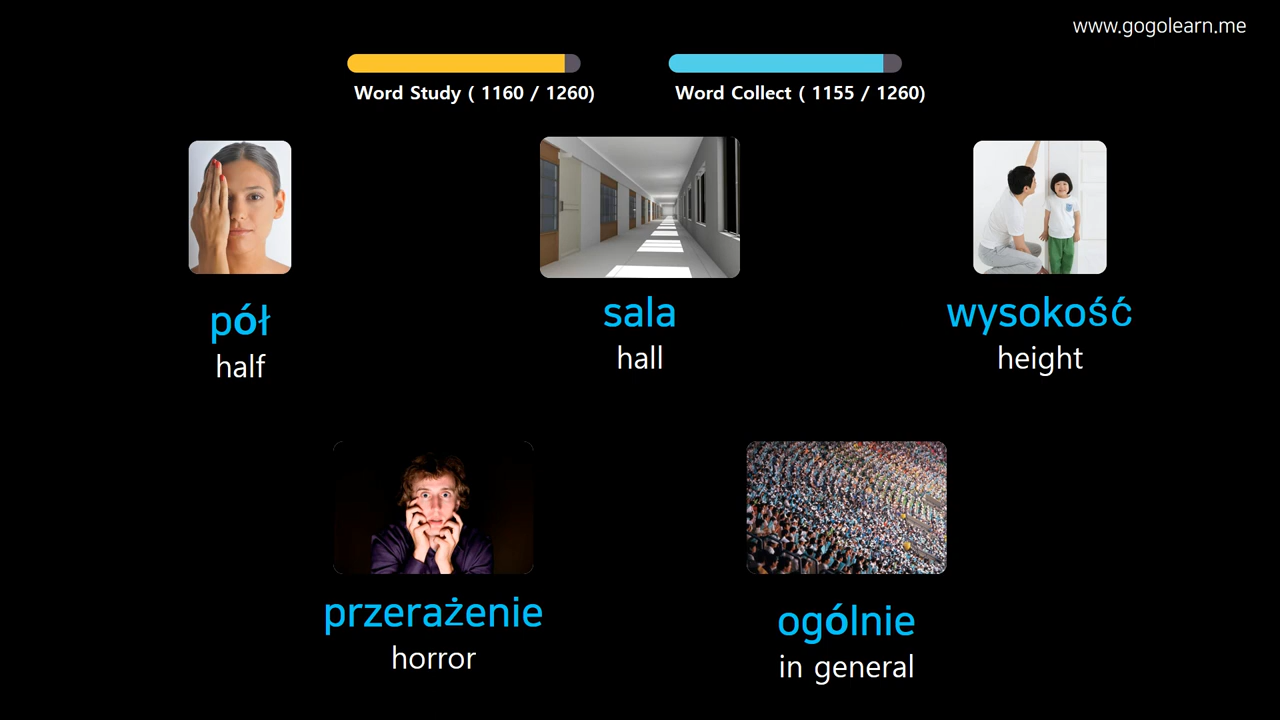 www.gogolearn.me
Word Study ( 1160 / 1260)
Word Collect ( 1155 / 1260)
pół
half
sala
hall
wysokość
height
przerażenie
horror
ogólnie
in general